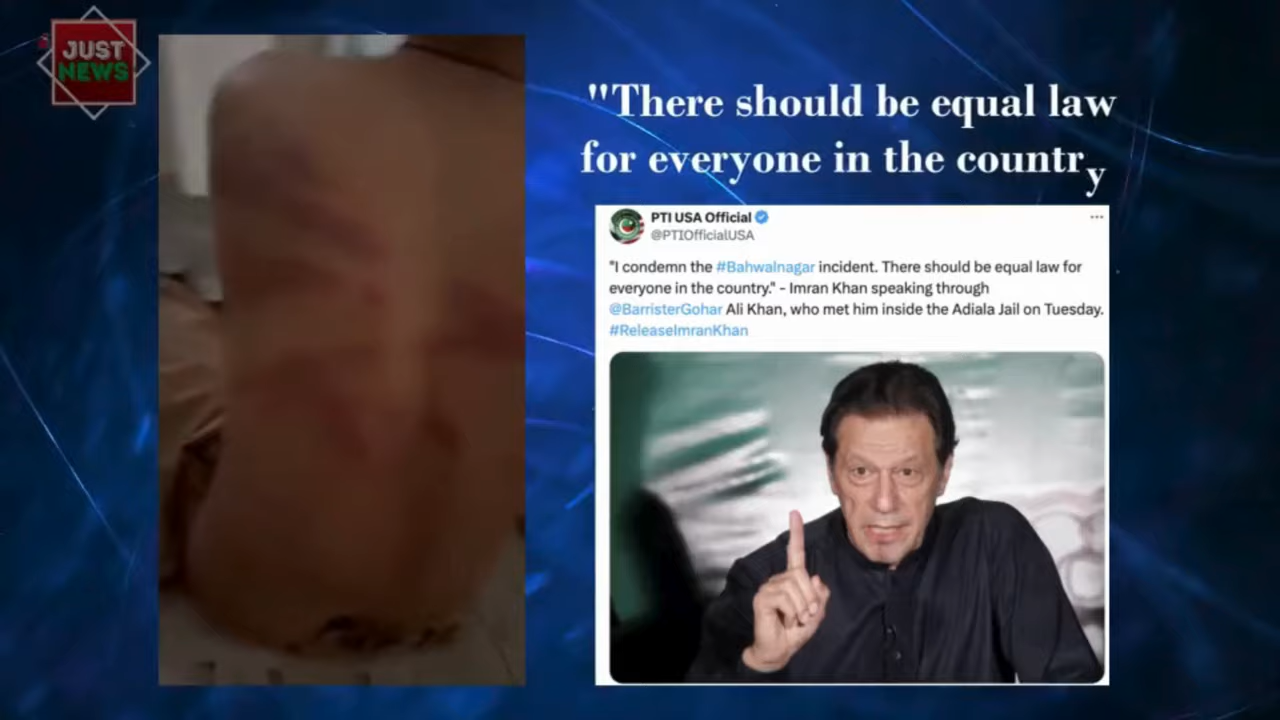 JUST
NEWS
"There should be equal law
for everyone in the country
PTI USA Official
@PTIOfficialUSA
"I condemn the #Bahwalnagar incident. There should be equal law for
everyone in the country." - Imran Khan speaking through
@BarristerGohar Ali Khan, who met him inside the Adiala Jail on Tuesday.
#ReleaseImranKhan